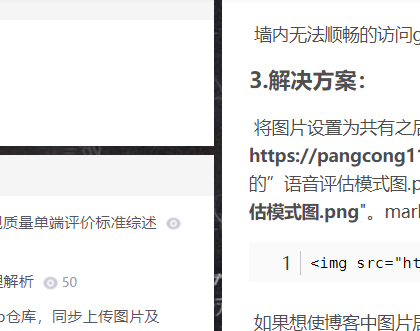 墙内无法顺畅的访问g
3.解决方案：
将图片设置为共有之后
https://pangcong11
的”语音评估模式图.p
估模式图.png"。marl
1 <img src="ht
如果想使博客中图片居
质量单端评价标准综述
解析 50
仓库，同步上传图片及